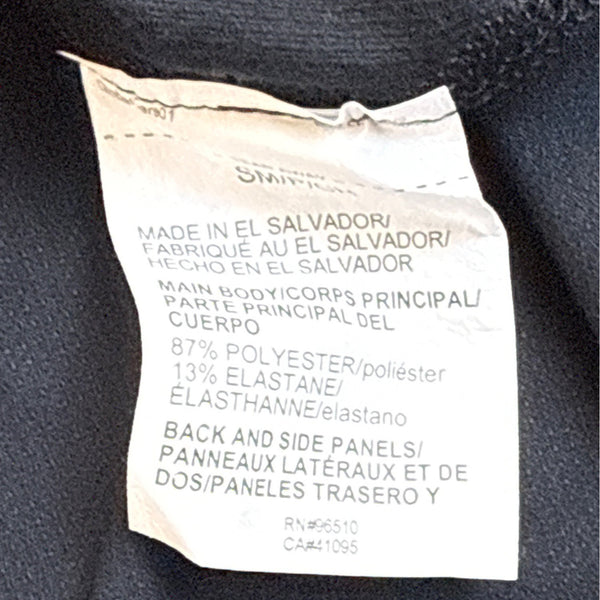 SM/P/CH
MADE IN EL SALVADOR/
FABRIQUÉ AU EL SALVADOR/
HECHO EN EL SALVADOR
MAIN BODY/CORPS PRINCIPAL/
PARTE PRINCIPAL DEL
CUERPO
87% POLYESTER/poliéster
13% ELASTANE/
ÉLASTHANNE/elastano
BACK AND SIDE PANELS/
PANNEAUX LATÉRAUX ET DE
DOS/PANELES TRASERO Y
RN#96510
CA#41095